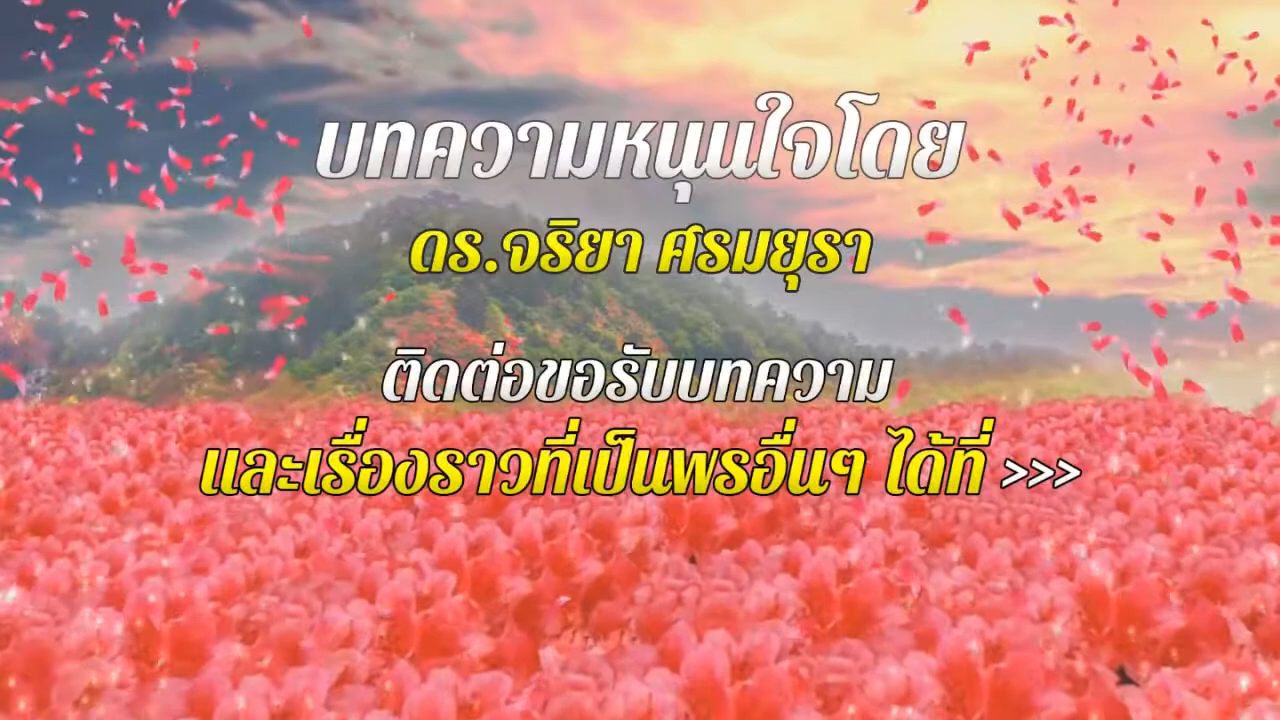 บทความหนุนใจโดย
ดร.จริยา ศรมยุรา
ติดต่อขอรับบทความ
และเรื่องราวที่เป็นพรอื่นๆ ได้ที่ >>>